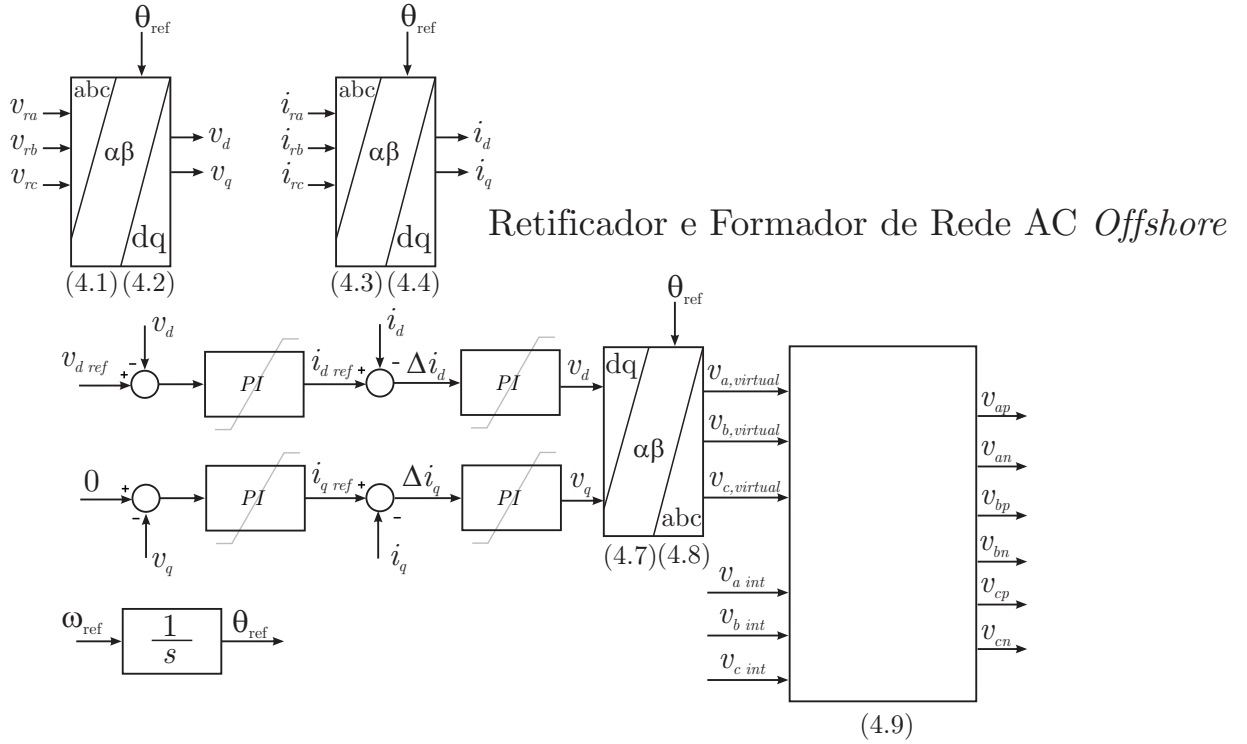 θref
θref
abc
αβ
dq
vra
vrb
vrc
vd
vq
(4.1) (4.2)
abc
αβ
dq
ira
irb
irc
id
iq
(4.3) (4.4)
Retificador e Formador de Rede AC Offshore
vd
vd ref
+
-
PI
id ref
id
+
-
Δid
PI
vd
0
+
-
vq
PI
iq ref
+
-
iq
Δiq
PI
vq
θref
dq
αβ
abc
(4.7)(4.8)
va,virtual
vb,virtual
vc,virtual
va int
vb int
vc int
vap
van
vbp
vbn
vcp
vcn
(4.9)
ωref
1
s
θref